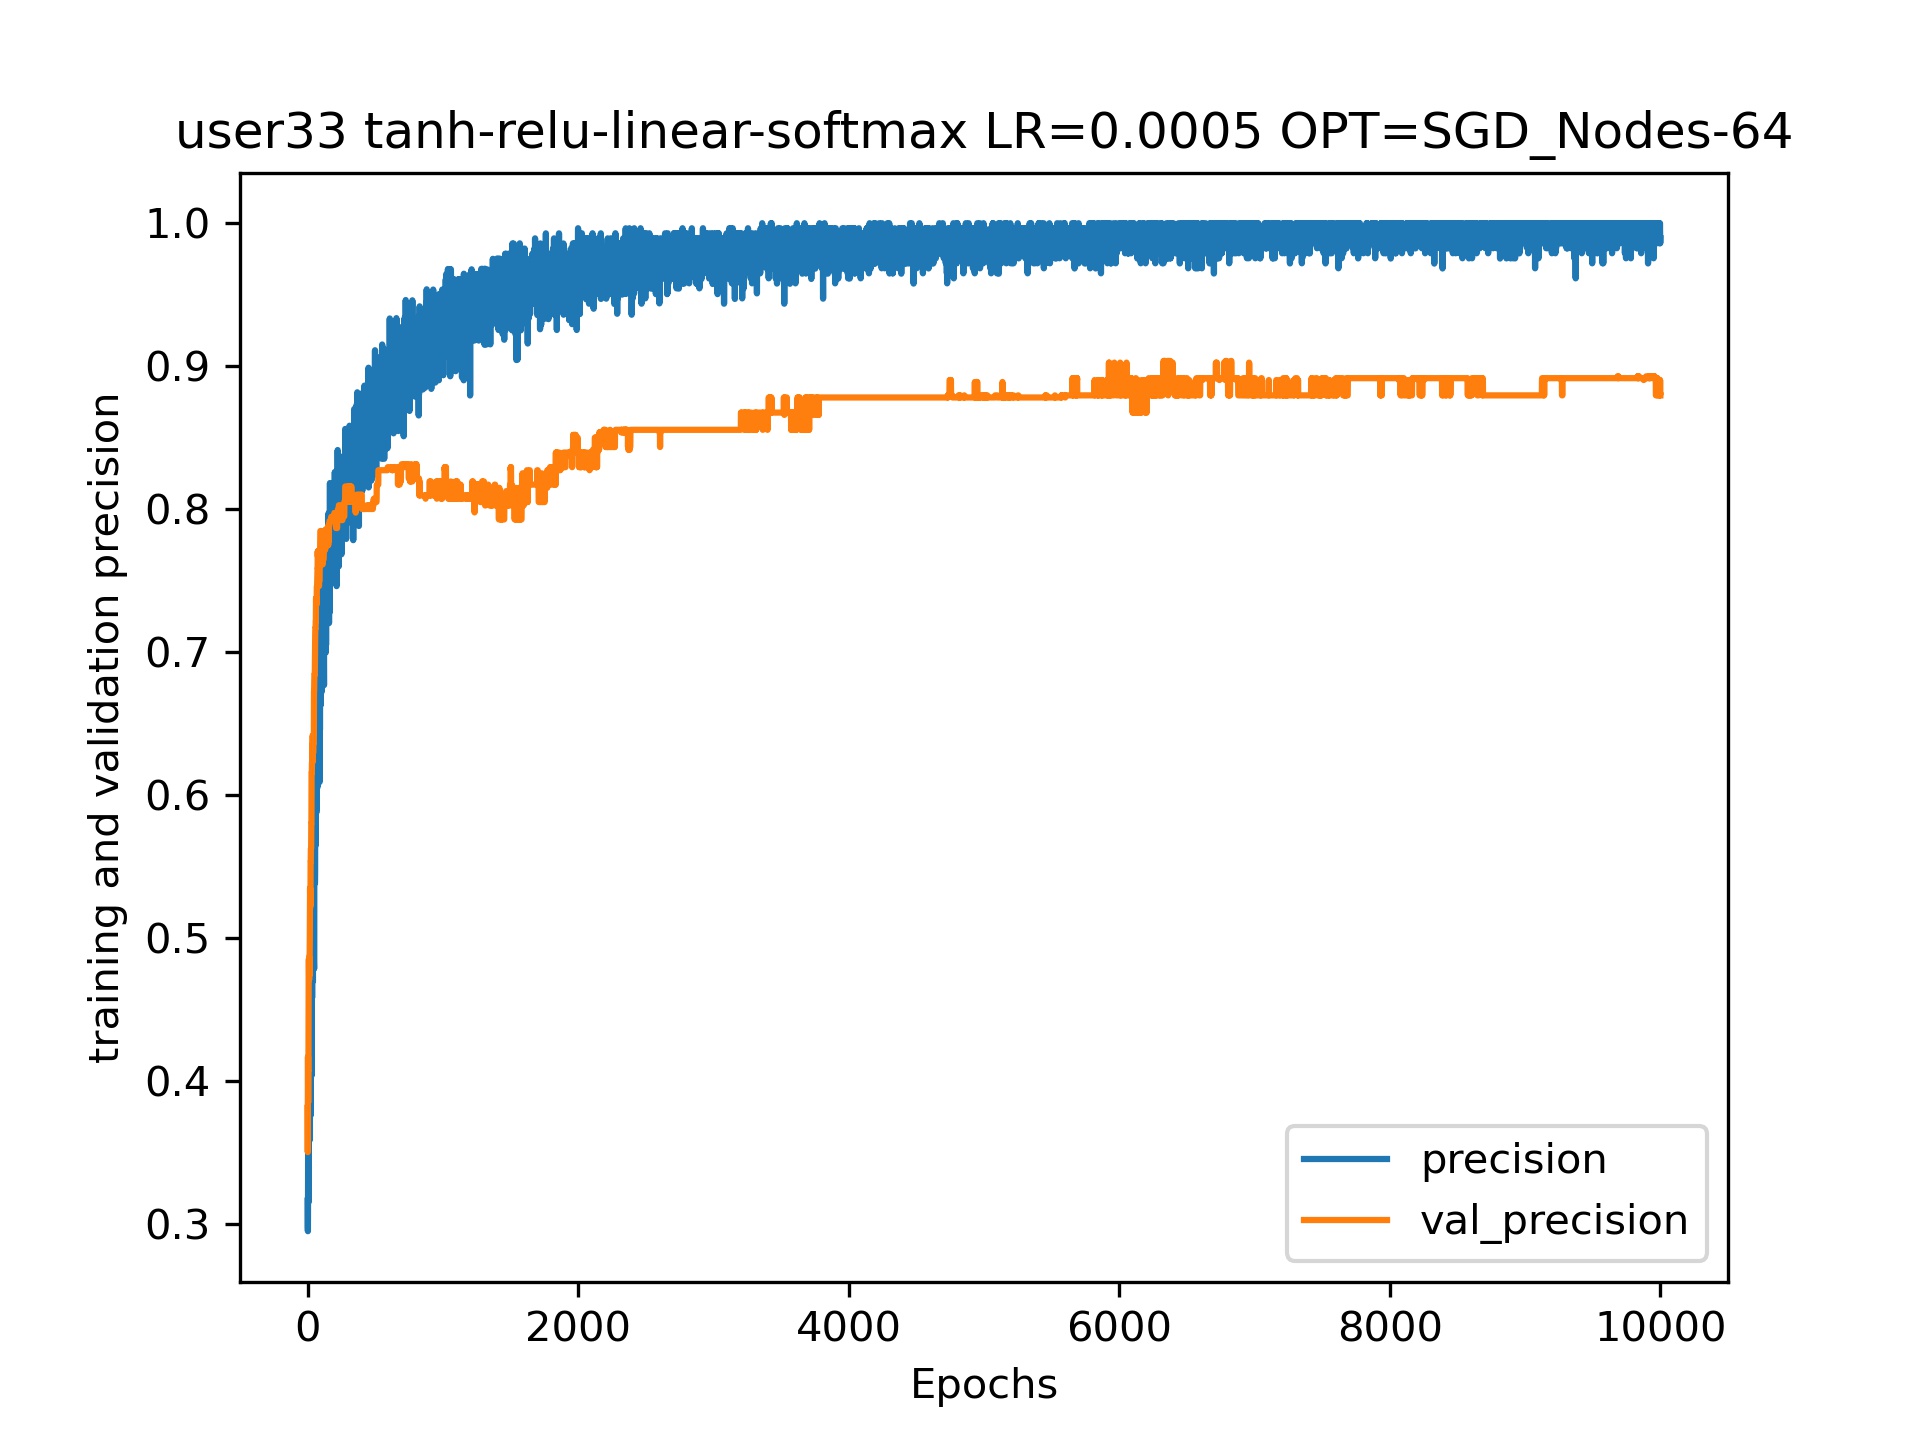 user33 tanh-relu-linear-softmax LR=0.0005 OPT=SGD_Nodes-64
training and validation precision
1.0
0.9
0.8
0.7
0.6
0.5
0.4
0.3
precision
val_precision
0 2000 4000 6000 8000 10000
Epochs